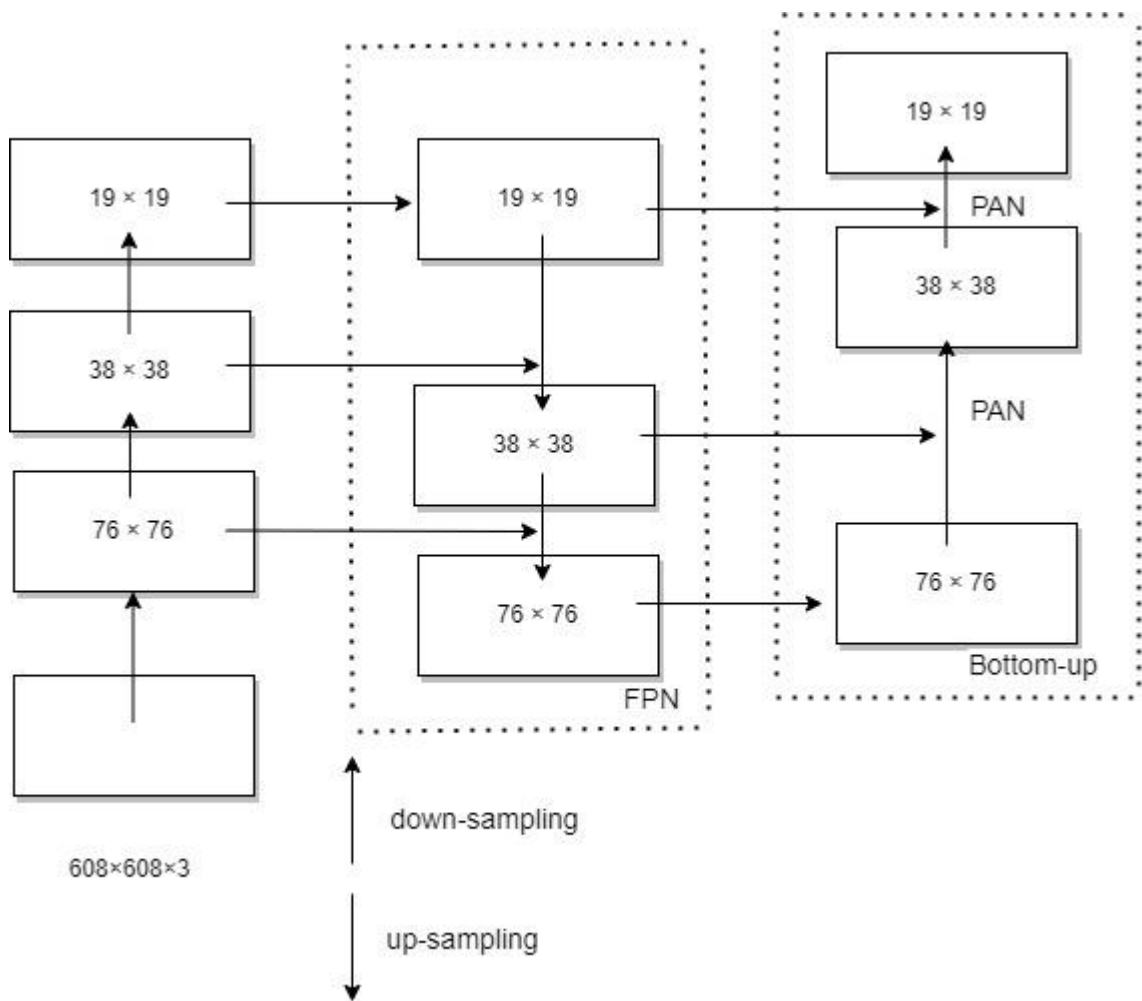 19 × 19
38 × 38
76 × 76
608×608×3
19 × 19
38 × 38
76 × 76
FPN
19 × 19
PAN
38 × 38
PAN
76 × 76
Bottom-up
down-sampling
up-sampling